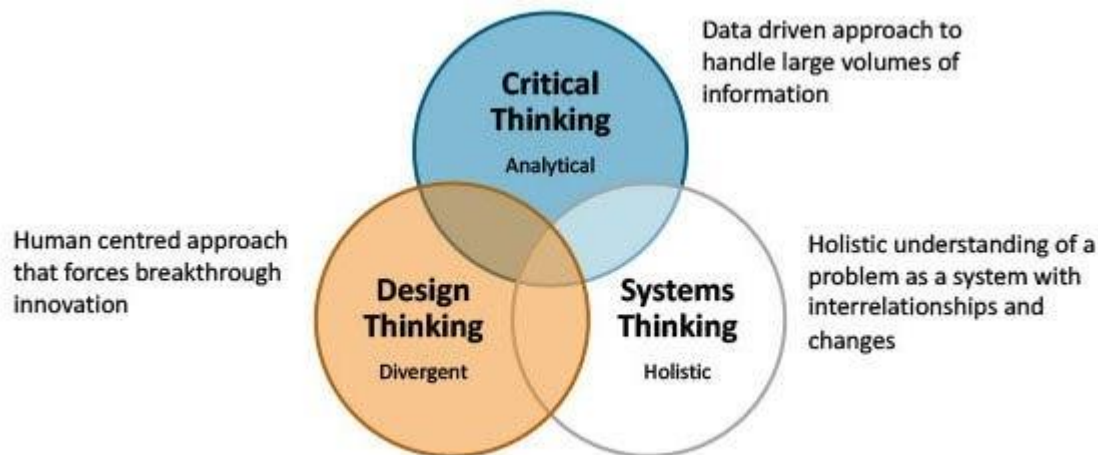 Data driven approach to
handle large volumes of
information
Critical
Thinking
Analytical
Human centred approach
that forces breakthrough
innovation
Design
Thinking
Divergent
Systems
Thinking
Holistic
Holistic understanding of a
problem as a system with
interrelationships and
changes